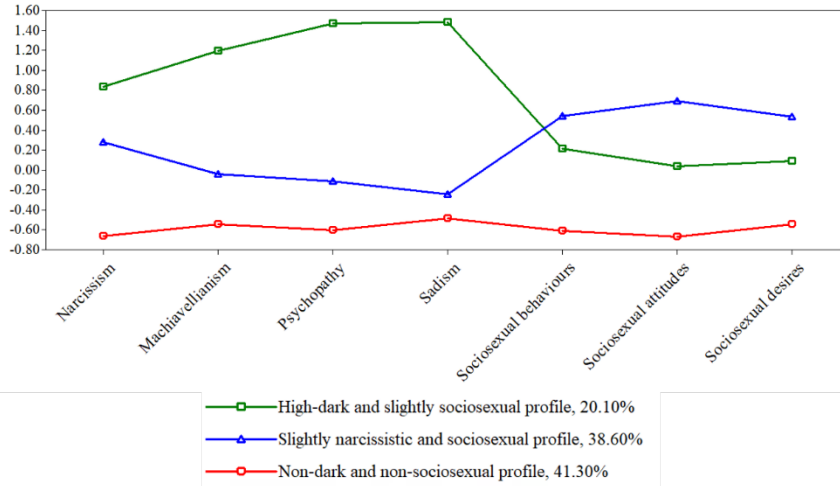 1.60
1.40
1.20
1.00
0.80
0.60
0.40
0.20
0.00
-0.20
-0.40
-0.60
-0.80
Narcissism
Machiavellianism
Psychopathy
Sadism
Sociosexual behaviours
Sociosexual attitudes
Sociosexual desires
High-dark and slightly sociosexual profile, 20.10%
Slightly narcissistic and sociosexual profile, 38.60%
Non-dark and non-sociosexual profile, 41.30%